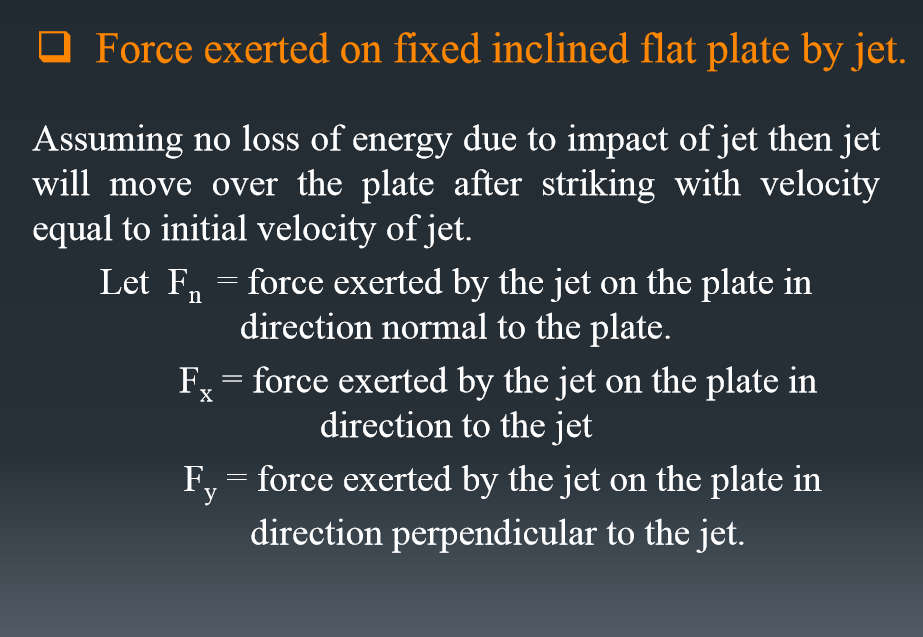 ❑ Force exerted on fixed inclined flat plate by jet.
Assuming no loss of energy due to impact of jet then jet
will move over the plate after striking with velocity
equal to initial velocity of jet.
Let Fn = force exerted by the jet on the plate in
direction normal to the plate.
Fx = force exerted by the jet on the plate in
direction to the jet
Fy = force exerted by the jet on the plate in
direction perpendicular to the jet.